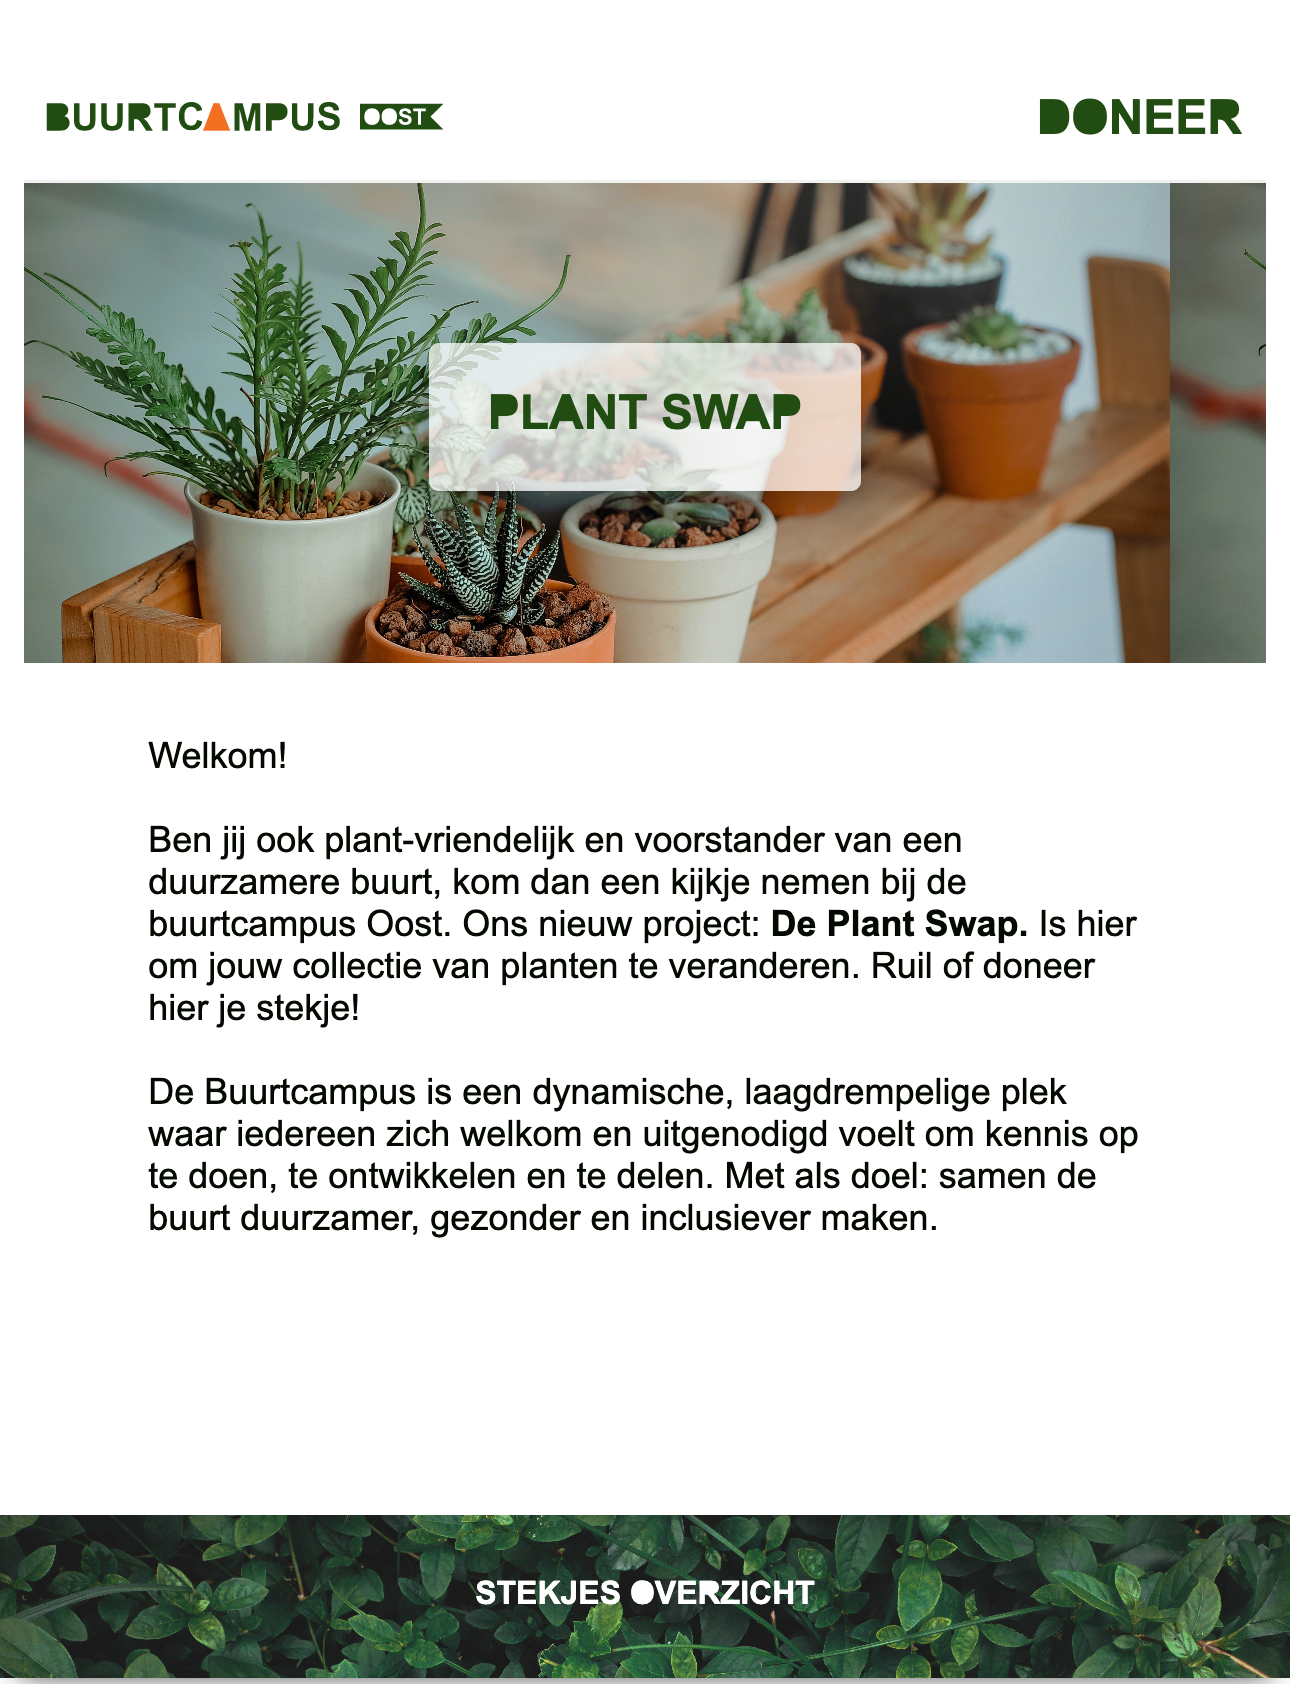 BUURTCAMPUS OOST
DONEER
PLANT SWAP
Welkom!
Ben jij ook plant-vriendelijk en voorstander van een
duurzamere buurt, kom dan een kijkje nemen bij de
buurtcampus Oost. Ons nieuw project: De Plant Swap. Is hier
om jouw collectie van planten te veranderen. Ruil of doneer
hier je stekje!
De Buurtcampus is een dynamische, laagdrempelige plek
waar iedereen zich welkom en uitgenodigd voelt om kennis op
te doen, te ontwikkelen en te delen. Met als doel: samen de
buurt duurzamer, gezonder en inclusiever maken.
STEKJES OVERZICHT